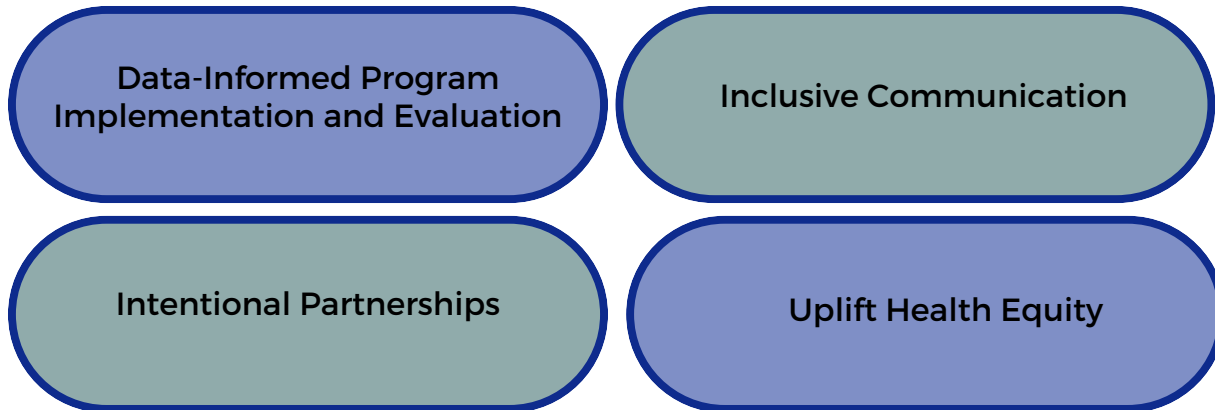 Data-Informed Program
Implementation and Evaluation
Inclusive Communication
Intentional Partnerships
Uplift Health Equity